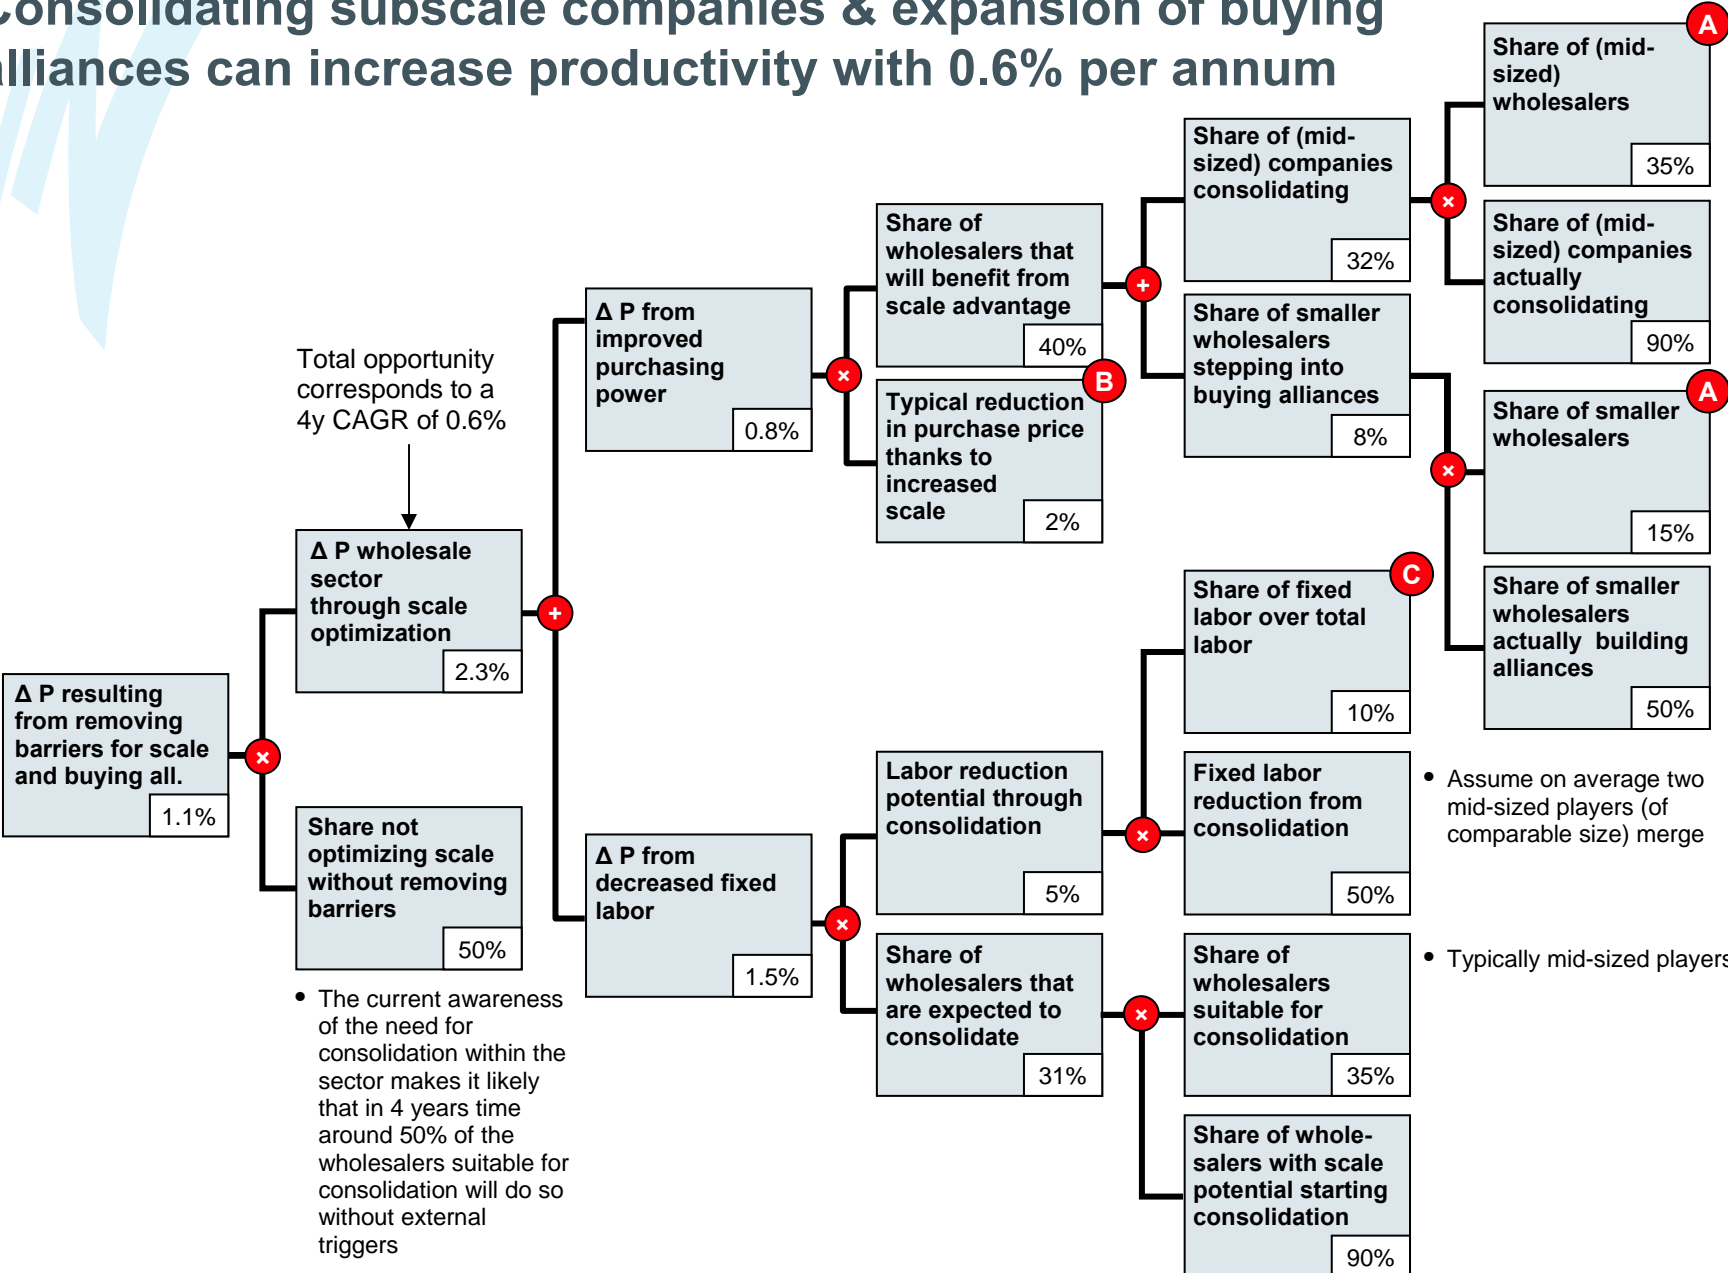 Consolidating subscale companies & expansion of buying
alliances can increase productivity with 0.6% per annum
Δ P resulting
from removing
barriers for scale
and buying all.
1.1%
×
Total opportunity
corresponds to a
4y CAGR of 0.6%
Δ P wholesale
sector
through scale
optimization
2.3%
Share not
optimizing scale
without removing
barriers
50%
• The current awareness
of the need for
consolidation within the
sector makes it likely
that in 4 years time
around 50% of the
wholesalers suitable for
consolidation will do so
without external
triggers
+
Δ P from
improved
purchasing
power
0.8%
×
Δ P from
decreased fixed
labor
1.5%
×
Share of
wholesalers that
will benefit from
scale advantage
40%
+
B
Typical reduction
in purchase price
thanks to
increased
scale
2%
Labor reduction
potential through
consolidation
5%
×
Share of
wholesalers that
are expected to
consolidate
31%
×
Share of (mid-
sized) companies
consolidating
32%
×
Share of smaller
wholesalers
stepping into
buying alliances
8%
×
C
Share of fixed
labor over total
labor
10%
Fixed labor
reduction from
consolidation
50%
Share of
wholesalers
suitable for
consolidation
35%
Share of whole-
salers with scale
potential starting
consolidation
90%
A
Share of (mid-
sized)
wholesalers
35%
Share of (mid-
sized) companies
actually
consolidating
90%
A
Share of smaller
wholesalers
15%
Share of smaller
wholesalers
actually building
alliances
50%
• Assume on average two
mid-sized players (of
comparable size) merge
• Typically mid-sized players